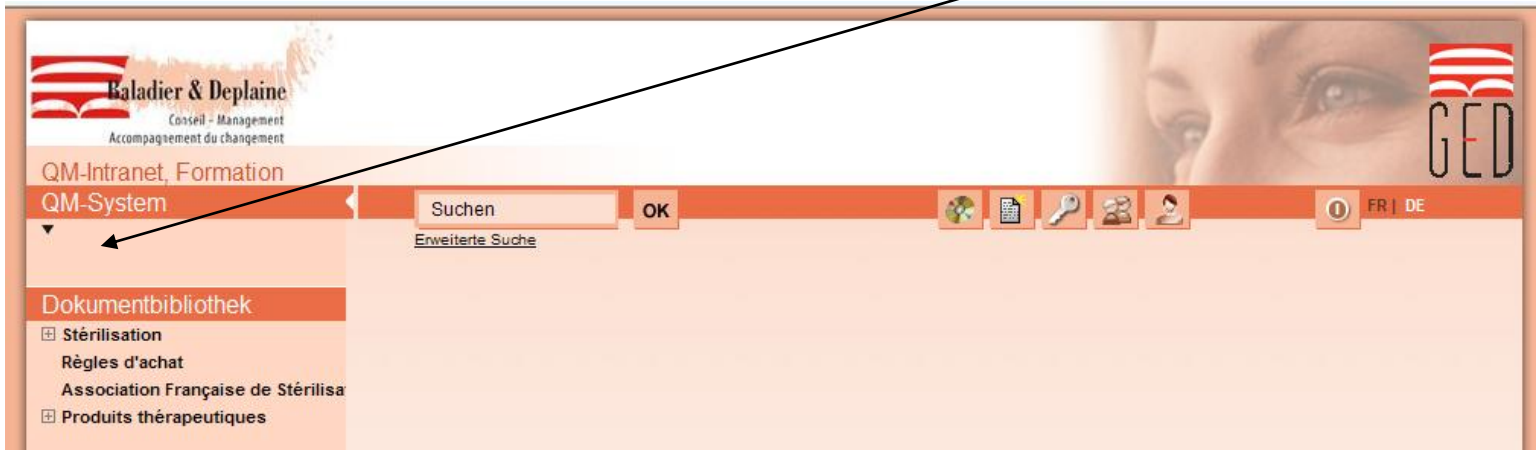 Baladier & Deplaine
Conseil - Management
Accompagnement du changement
GED
QM-Intranet, Formation
QM-System
Suchen OK FR | DE
Erweiterte Suche
Dokumentbibliothek
Stérilisation
Règles d'achat
Association Française de Stérilisa
Produits thérapeutiques